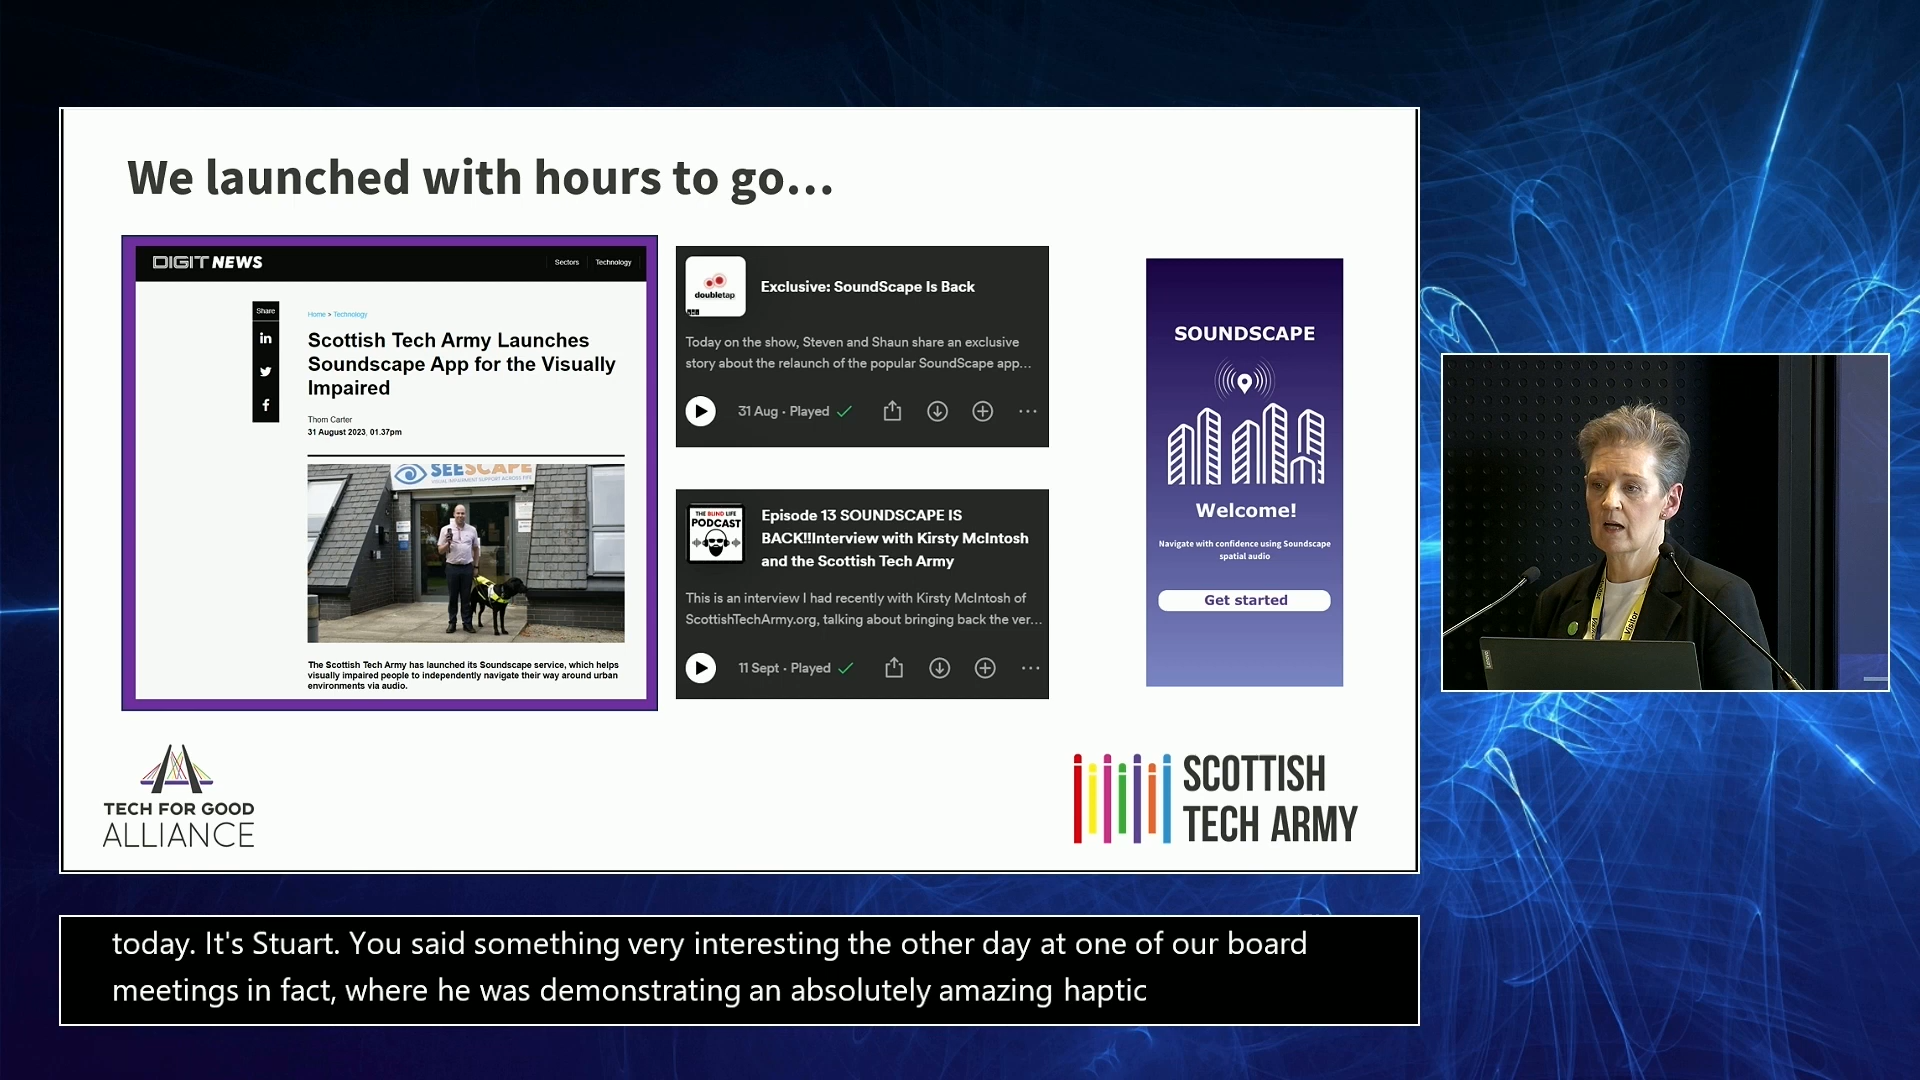 We launched with hours to go...
DIGIT NEWS
Sectors
Technology
Share
Home > Technology
Scottish Tech Army Launches
Soundscape App for the Visually
Impaired
Thom Carter
31 August 2023, 01.37pm
SEESCAPE
VISUAL IMPAIRMENT SUPPORT ACROSS FIFE
The Scottish Tech Army has launched its Soundscape service, which helps
visually impaired people to independently navigate their way around urban
environments via audio.
doubletap
Exclusive: SoundScape Is Back
Today on the show, Steven and Shaun share an exclusive
story about the relaunch of the popular SoundScape app...
31 Aug • Played
THE BLIND LIFE
PODCAST
Episode 13 SOUNDSCAPE IS
BACK!!Interview with Kirsty McIntosh
and the Scottish Tech Army
This is an interview I had recently with Kirsty McIntosh of
ScottishTechArmy.org, talking about bringing back the ver...
11 Sept • Played
SOUNDSCAPE
Welcome!
Navigate with confidence using Soundscape
spatial audio
Get started
TECH FOR GOOD
ALLIANCE
SCOTTISH
TECH ARMY
Lenovo
Visitor
today. It's Stuart. You said something very interesting the other day at one of our board
meetings in fact, where he was demonstrating an absolutely amazing haptic